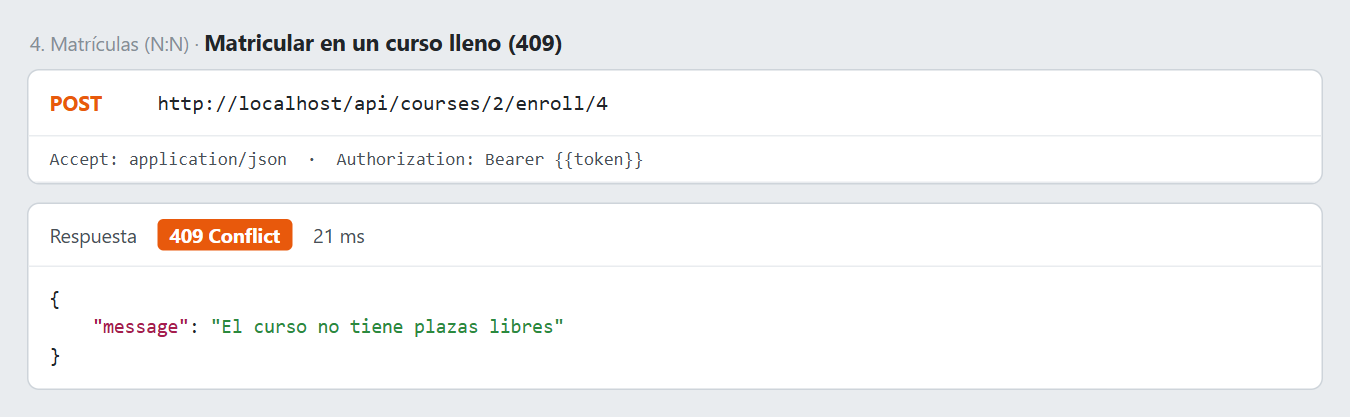 4. Matrículas (N:N) · Matricular en un curso lleno (409)
POST http://localhost/api/courses/2/enroll/4
Accept: application/json · Authorization: Bearer {{token}}
Respuesta 409 Conflict 21 ms
{
"message": "El curso no tiene plazas libres"
}